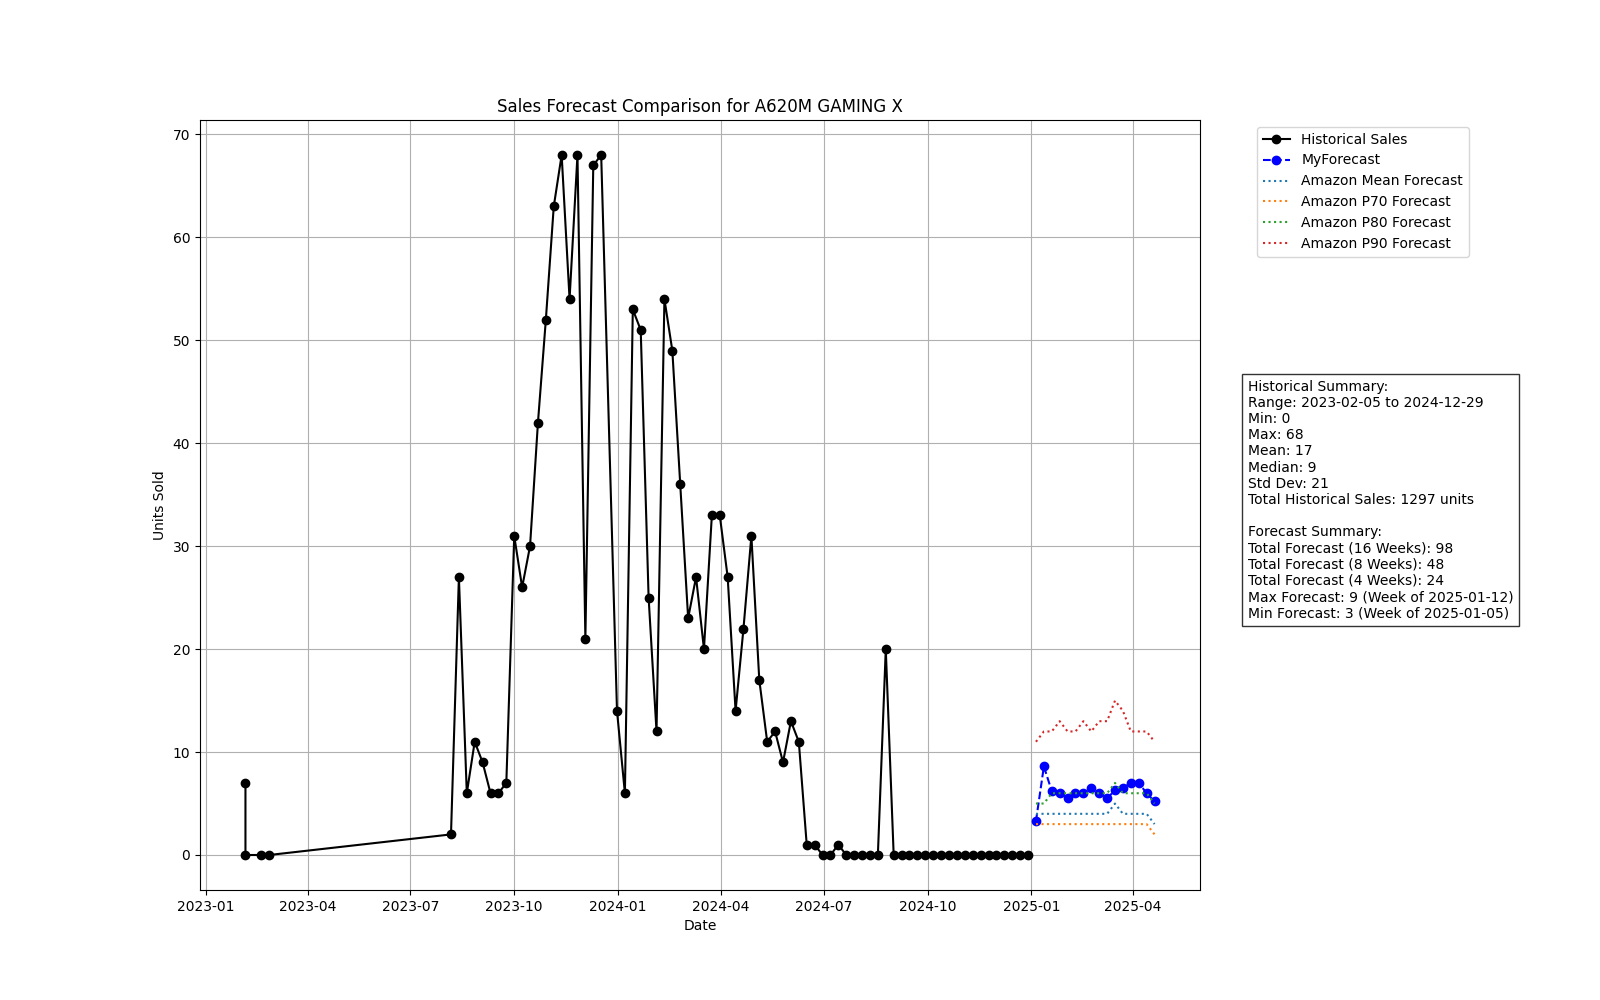 Sales Forecast Comparison for A620M GAMING X
70
60
50
40
30
20
10
0
Units Sold
2023-01
2023-04
2023-07
2023-10
2024-01
2024-04
2024-07
2024-10
2025-01
2025-04
Date
Historical Sales
MyForecast
Amazon Mean Forecast
Amazon P70 Forecast
Amazon P80 Forecast
Amazon P90 Forecast
Historical Summary:
Range: 2023-02-05 to 2024-12-29
Min: 0
Max: 68
Mean: 17
Median: 9
Std Dev: 21
Total Historical Sales: 1297 units
Forecast Summary:
Total Forecast (16 Weeks): 98
Total Forecast (8 Weeks): 48
Total Forecast (4 Weeks): 24
Max Forecast: 9 (Week of 2025-01-12)
Min Forecast: 3 (Week of 2025-01-05)